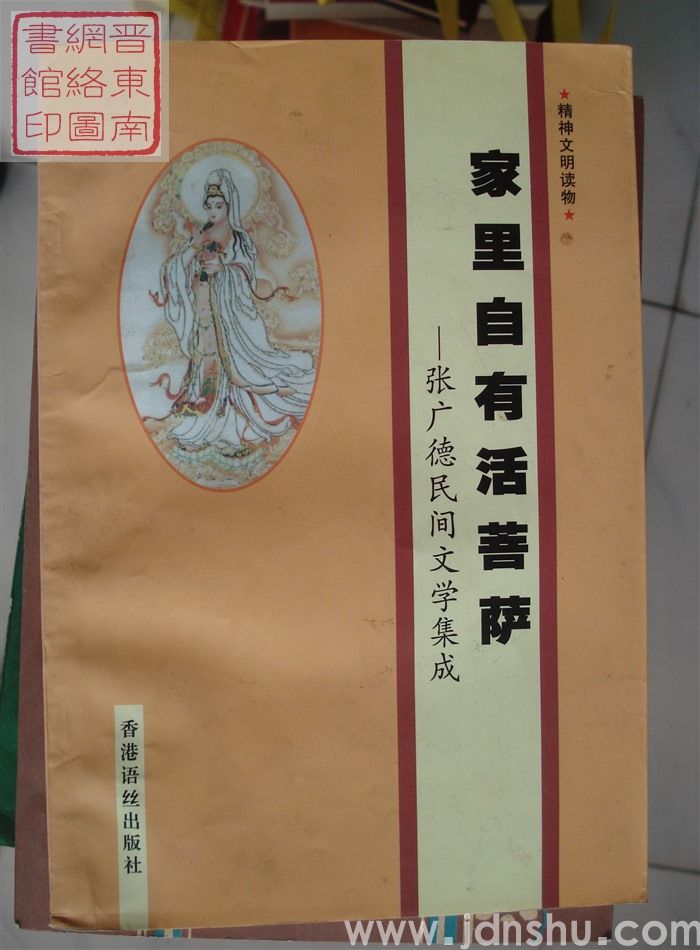 晋東南
網絡圖
書館印
★精神文明读物★
家里自有活菩萨
—张广德民间文学集成
香港语丝出版社
www.jdnshu.com